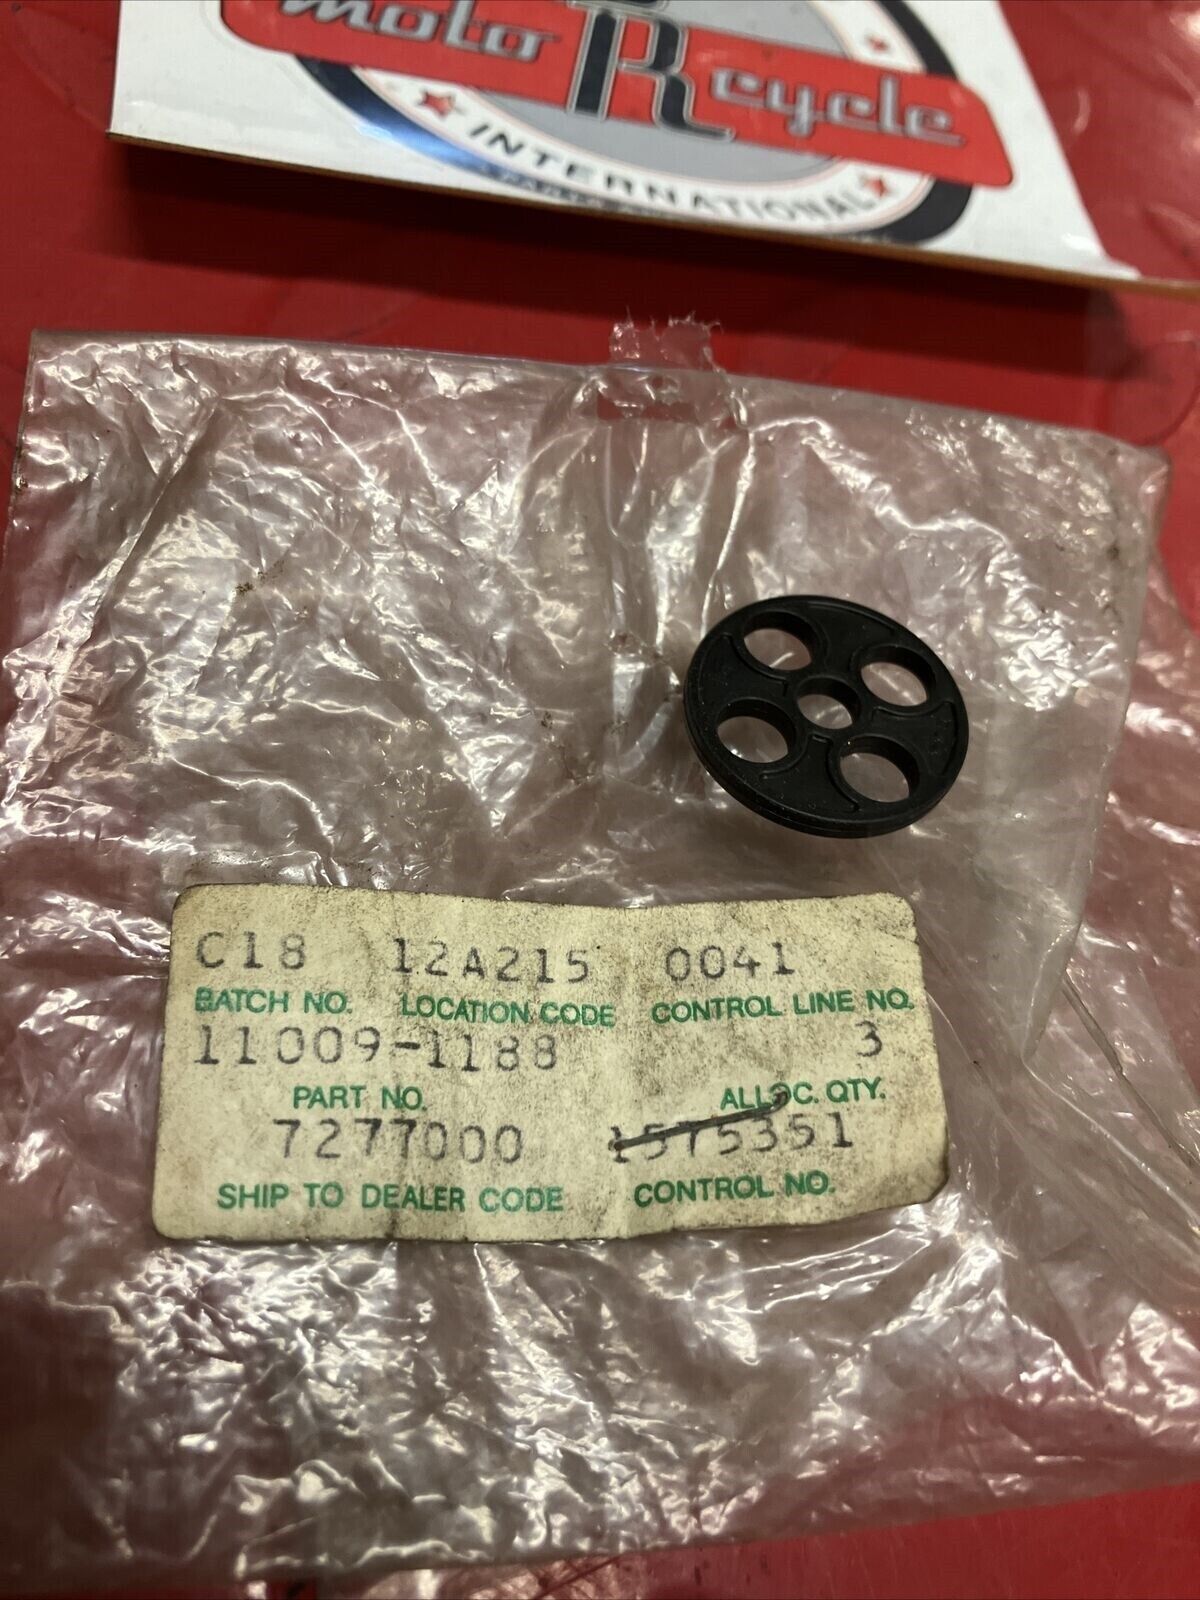 moto R cycle
INTERNATIONAL
C18 12A215 0041
BATCH NO. LOCATION CODE CONTROL LINE NO.
11009-1188 3
PART NO. ALLOC. QTY.
7277000 1575351
SHIP TO DEALER CODE CONTROL NO.